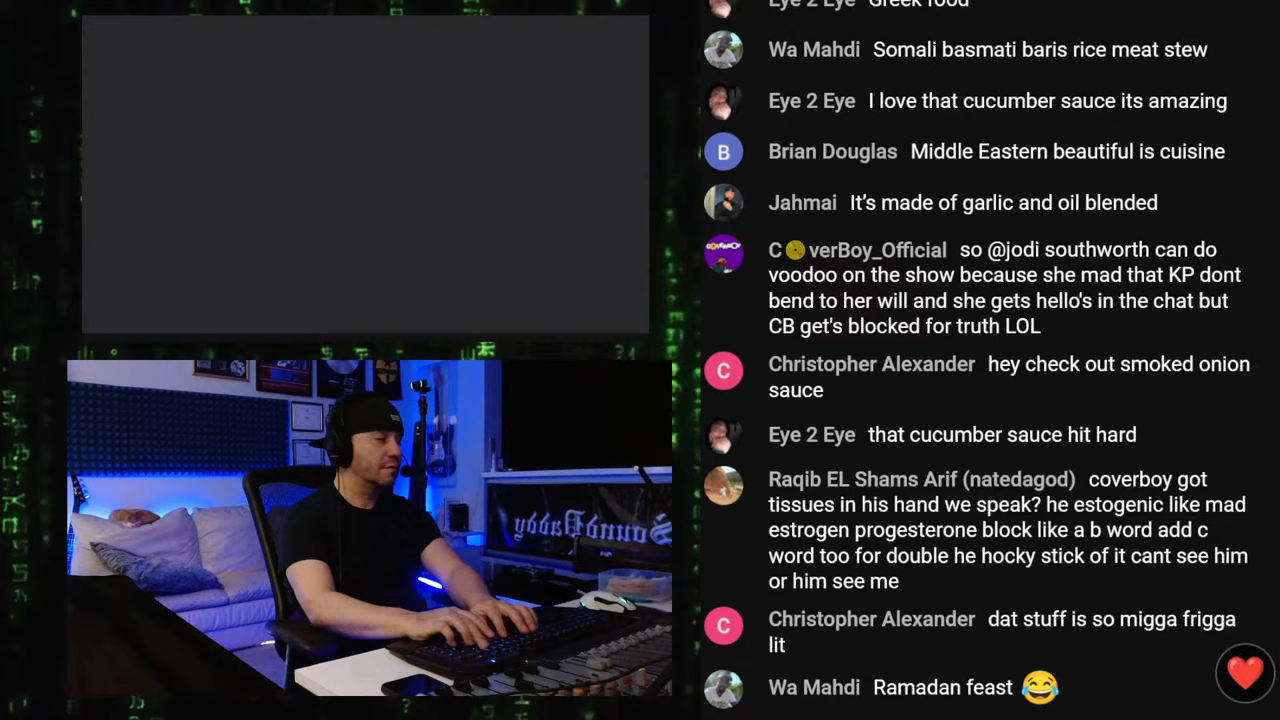 Eye 2 Eye Greek food
Wa Mahdi Somali basmati baris rice meat stew
Eye 2 Eye I love that cucumber sauce its amazing
B
Brian Douglas Middle Eastern beautiful is cuisine
Jahmai It's made of garlic and oil blended
C verBoy_Official so @jodi southworth can do
voodoo on the show because she mad that KP dont
bend to her will and she gets hello's in the chat but
CB get's blocked for truth LOL
C
Christopher Alexander hey check out smoked onion
sauce
Eye 2 Eye that cucumber sauce hit hard
Raqib EL Shams Arif (natedagod) coverboy got
tissues in his hand we speak? he estogenic like mad
estrogen progesterone block like a b word add c
word too for double he hocky stick of it cant see him
or him see me
C
Christopher Alexander dat stuff is so migga frigga
lit
Wa Mahdi Ramadan feast 😂
SoundDaddy